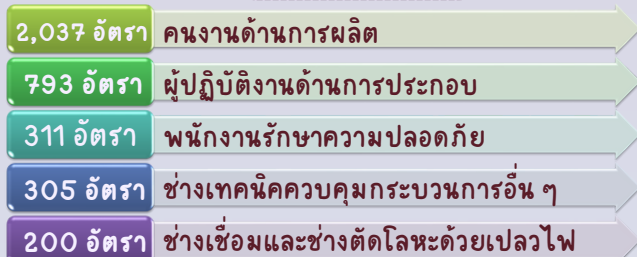 2,037 อัตรา คนงานด้านการผลิต
793 อัตรา ผู้ปฏิบัติงานด้านการประกอบ
311 อัตรา พนักงานรักษาความปลอดภัย
305 อัตรา ช่างเทคนิคควบคุมกระบวนการอื่น ๆ
200 อัตรา ช่างเชื่อมและช่างตัดโลหะด้วยเปลวไฟ